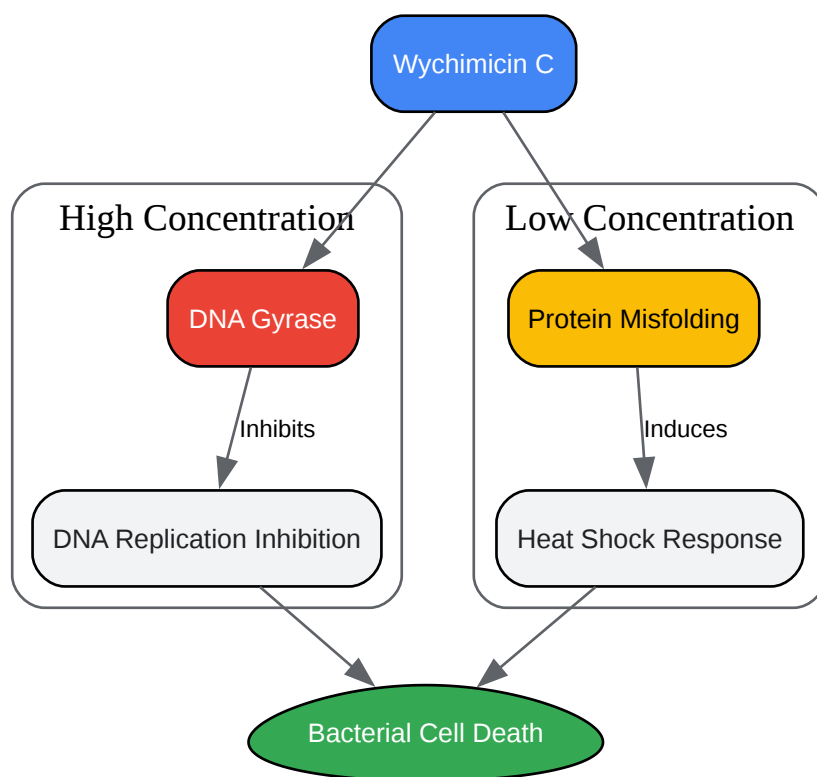 Wychimicin C
High Concentration
Low Concentration
DNA Gyrase
Protein Misfolding
Inhibits
Induces
DNA Replication Inhibition
Heat Shock Response
Bacterial Cell Death